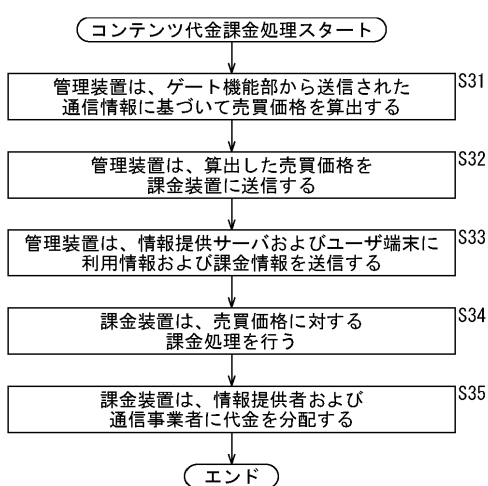 コンテンツ代金課金処理スタート
S31
管理装置は、ゲート機能部から送信された
通信情報に基づいて売買価格を算出する
S32
管理装置は、算出した売買価格を
課金装置に送信する
S33
管理装置は、情報提供サーバおよびユーザ端末に
利用情報および課金情報を送信する
S34
課金装置は、売買価格に対する
課金処理を行う
S35
課金装置は、情報提供者および
通信事業者に代金を分配する
エンド